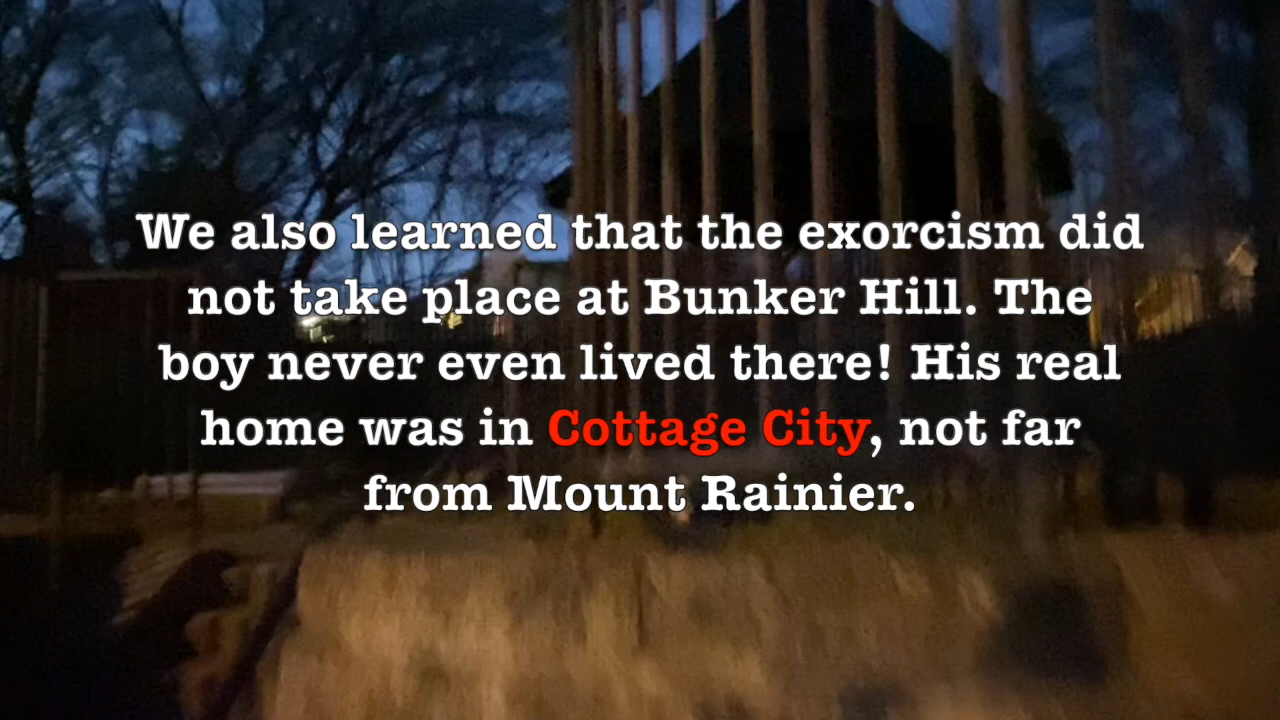 We also learned that the exorcism did
not take place at Bunker Hill. The
boy never even lived there! His real
home was in Cottage City, not far
from Mount Rainier.